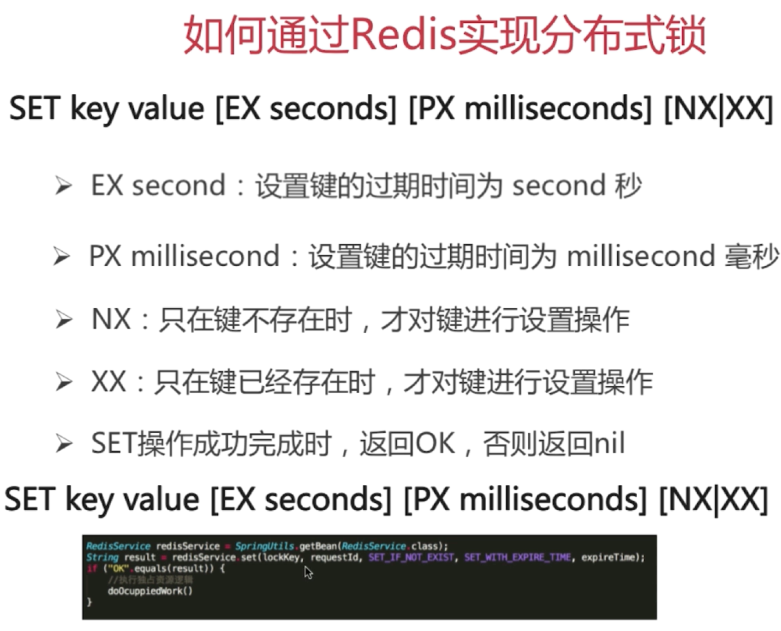 如何通过Redis实现分布式锁
SET key value [EX seconds] [PX milliseconds] [NX|XX]
➢ EX second：设置键的过期时间为 second 秒
➢ PX millisecond：设置键的过期时间为 millisecond 毫秒
➢ NX：只在键不存在时，才对键进行设置操作
➢ XX：只在键已经存在时，才对键进行设置操作
➢ SET操作成功完成时，返回OK，否则返回nil
SET key value [EX seconds] [PX milliseconds] [NX|XX]
RedisService redisService = SpringUtils.getBean(RedisService.class);
String result = redisService.set(lockKey, requestId, SET_IF_NOT_EXIST, SET_WITH_EXPIRE_TIME, expireTime);
if ("OK".equals(result)) {
//执行独占资源逻辑
doOcuppiedWork()
}